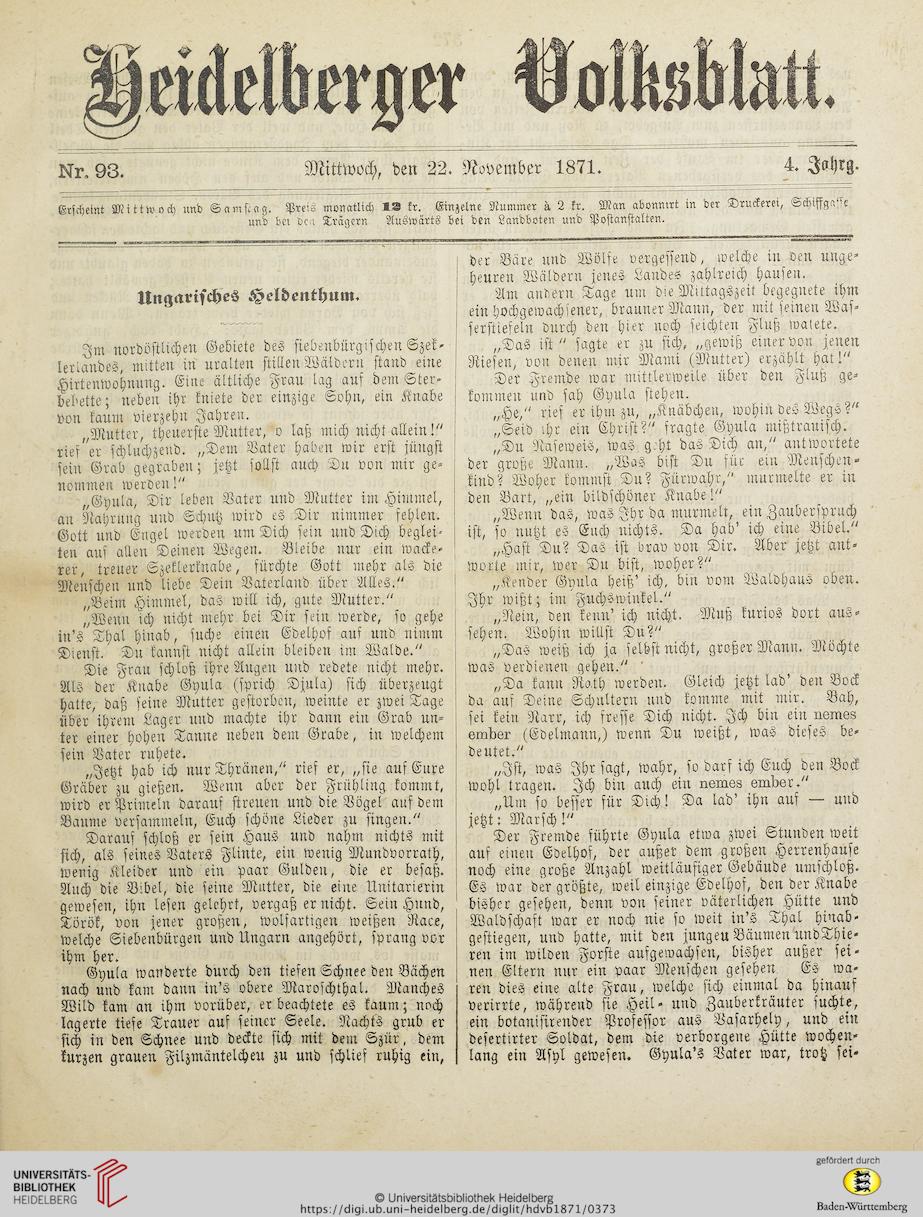 Heidelberger Volksblatt.
Nr. 93. Mittwoch, den 22. November 1871. 4. Jahrg.
Erscheint Mittwoch und Samstag. Preis monatlich 12 kr. Einzelne Nummer à 2 kr. Man abonnirt in der Druckerei, Schiffgasse
und bei den Trägern Auswärts bei den Landboten und Postanstalten.
Ungarisches Heldenthum.
Im nordöstlichen Gebiete des siebenbürgischen Szek-
lerlandes, mitten in uralten stillen Wäldern stand eine
Hirtenwohnung. Eine ältliche Frau lag auf dem Ster-
bebette; neben ihr kniete der einzige Sohn, ein Knabe
von kaum vierzehn Jahren.
„Mutter, theuerste Mutter, o laß mich nicht allein!“
rief er schluchzend. „Dem Vater haben wir erst jüngst
sein Grab gegraben; jetzt sollst auch Du von mir ge-
nommen werden!“
„Gyula, Dir leben Vater und Mutter im Himmel,
an Nahrung und Schutz wird es Dir nimmer fehlen.
Gott und Engel werden um Dich sein und Dich beglei-
ten auf allen Deinen Wegen. Bleibe nur ein wacke-
rer, treuer Szeklerknabe, fürchte Gott mehr als die
Menschen und liebe Dein Vaterland über Alles.“
„Beim Himmel, das will ich, gute Mutter.“
„Wenn ich nicht mehr bei Dir sein werde, so gehe
in's Thal hinab, suche einen Edelhof auf und nimm
Dienst. Du kannst nicht allein bleiben im Walde.“
Die Frau schloß ihre Augen und redete nicht mehr.
Als der Knabe Gyula (sprich Djula) sich überzeugt
hatte, daß seine Mutter gestorben, weinte er zwei Tage
über ihrem Lager und machte ihr dann ein Grab un-
ter einer hohen Tanne neben dem Grabe, in welchem
sein Vater ruhete.
„Jetzt hab ich nur Thränen,“ rief er, „sie auf Eure
Gräber zu gießen. Wenn aber der Frühling kommt,
wird er Primeln darauf streuen und die Vögel auf dem
Baume versammeln, Euch schöne Lieder zu singen.“
Darauf schloß er sein Haus und nahm nichts mit
sich, als seines Vaters Flinte, ein wenig Mundvorrath,
wenig Kleider und ein paar Gulden, die er besaß.
Auch die Bibel, die seine Mutter, die eine Unitarierin
gewesen, ihn lesen gelehrt, vergaß er nicht. Sein Hund,
Török, von jener großen, wolfartigen weißen Race,
welche Siebenbürgen und Ungarn angehört, sprang vor
ihm her.
Gyula wanderte durch den tiefen Schnee den Bächen
nach und kam dann in's obere Maroschthal. Manches
Wild kam an ihm vorüber, er beachtete es kaum; noch
lagerte tiefe Trauer auf seiner Seele. Nachts grub er
sich in den Schnee und deckte sich mit dem Szür, dem
kurzen grauen Filzmäntelcheu zu und schlief ruhig ein,
der Bäre und Wölfe vergessend, welche in den unge-
heuren Wäldern jenes Landes zahlreich hausen.
Am andern Tage um die Mittagszeit begegnete ihm
ein hochgewachsener, brauner Mann, der mit seinen Was-
serstiefeln durch den hier noch seichten Fluß watete.
„Das ist“ sagte er zu sich, „gewiß einer von jenen
Riesen, von denen mir Mami (Mutter) erzählt hat!“
Der Fremde war mittlerweile über den Fluß ge-
kommen und sah Gyula stehen.
„He,“ rief er ihm zu, „Knäbchen, wohin des Wegs?“
„Seid ihr ein Christ?“ fragte Gyula mißtrauisch.
„Du Naseweis, was geht das Dich an,“ antwortete
der große Mann. „Was bist Du für ein Menschen-
kind? Woher kommst Du? Fürwahr,“ murmelte er in
den Bart, „ein bildschöner Knabe!“
„Wenn das, was Ihr da murmelt, ein Zauberspruch
ist, so nutzt es Euch nichts. Da hab' ich eine Bibel.“
„Hast Du? Das ist brav von Dir. Aber jetzt ant-
worte mir, wer Du bist, woher?“
„Kender Gyula heiß' ich, bin vom Waldhaus oben.
Ihr wißt; im Fuchswinkel.“
„Nein, den kenn' ich nicht. Muß kurios dort aus-
sehen. Wohin willst Du?“
„Das weiß ich ja selbst nicht, großer Mann. Möchte
was verdienen gehen.“
„Da kann Rath werden. Gleich jetzt lad' den Bock
da auf Deine Schultern und komme mit mir. Bah,
sei kein Narr, ich fresse Dich nicht. Ich bin ein nemes
ember (Edelmann,) wenn Du weißt, was dieses be-
deutet.“
„Ist, was Ihr sagt, wahr, so darf ich Euch den Bock
wohl tragen. Ich bin auch ein nemes ember.“
„Um so besser für Dich! Da lad' ihn auf — und
jetzt: Marsch!“
Der Fremde führte Gyula etwa zwei Stunden weit
auf einen Edelhof, der außer dem großen Herrenhause
noch eine große Anzahl weitläufiger Gebäude umschloß.
Es war der größte, weil einzige Edelhof, den der Knabe
bisher gesehen, denn von seiner väterlichen Hütte und
Waldschaft war er noch nie so weit in's Thal hinab-
gestiegen, und hatte, mit den jungeu Bäumen und Thie-
ren im wilden Forste aufgewachsen, bisher außer sei-
nen Eltern nur ein paar Menschen gesehen Es wa-
ren dies eine alte Frau, welche sich einmal da hinauf
verirrte, während sie Heil- und Zauberkräuter suchte,
ein botanisirender Professor aus Vasarhely, und ein
desertirter Soldat, dem die verborgene Hütte wochen-
lang ein Asyl gewesen. Gyula's Vater war, trotz sei-
UNIVERSITÄTS-
BIBLIOTHEK
HEIDELBERG
© Universitätsbibliothek Heidelberg
https://digi.ub.uni-heidelberg.de/diglit/hdvb1871/0373
gefördert durch
Baden-Württemberg